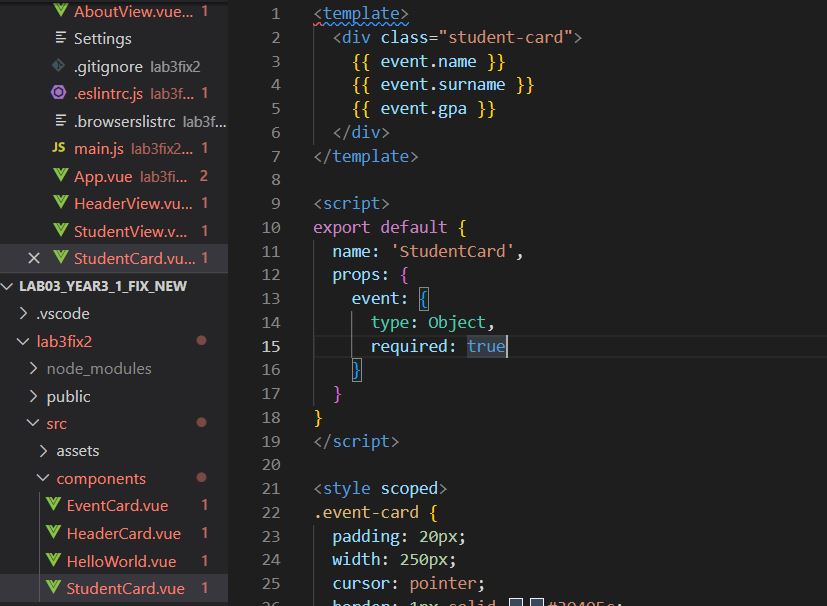 AboutView.vue... 1
Settings
.gitignore lab3fix2
.eslintrc.js lab3f... 1
.browserslistrc lab3f...
JS main.js lab3fix2... 1
App.vue lab3fi... 2
HeaderView.vu... 1
StudentView.v... 1
StudentCard.vu... 1
LAB03_YEAR3_1_FIX_NEW
.vscode
lab3fix2
node_modules
public
src
assets
components
EventCard.vue 1
HeaderCard.vue 1
HelloWorld.vue 1
StudentCard.vue 1
1 <template>
2 <div class="student-card">
3 {{ event.name }}
4 {{ event.surname }}
5 {{ event.gpa }}
6 </div>
7 </template>
8
9 <script>
10 export default {
11 name: 'StudentCard',
12 props: {
13 event: {
14 type: Object,
15 required: true
16 }
17 }
18 }
19 </script>
20
21 <style scoped>
22 .event-card {
23 padding: 20px;
24 width: 250px;
25 cursor: pointer;
26 border: 1px solid